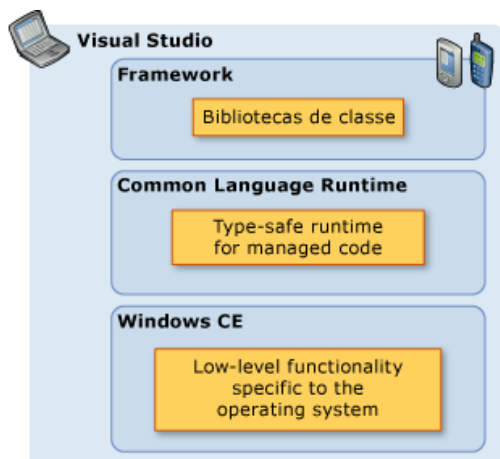 Visual Studio
Framework
Bibliotecas de classe
Common Language Runtime
Type-safe runtime
for managed code
Windows CE
Low-level functionality
specific to the
operating system